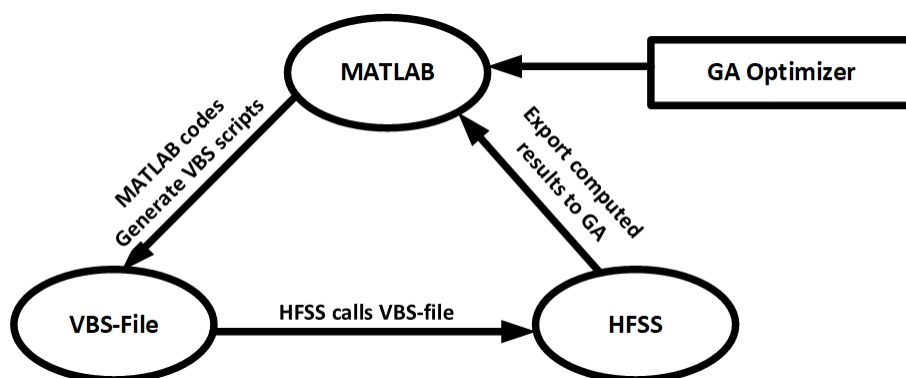 MATLAB
GA Optimizer
MATLAB codes
Generate VBS scripts
Export computed
results to GA
VBS-File
HFSS calls VBS-file
HFSS